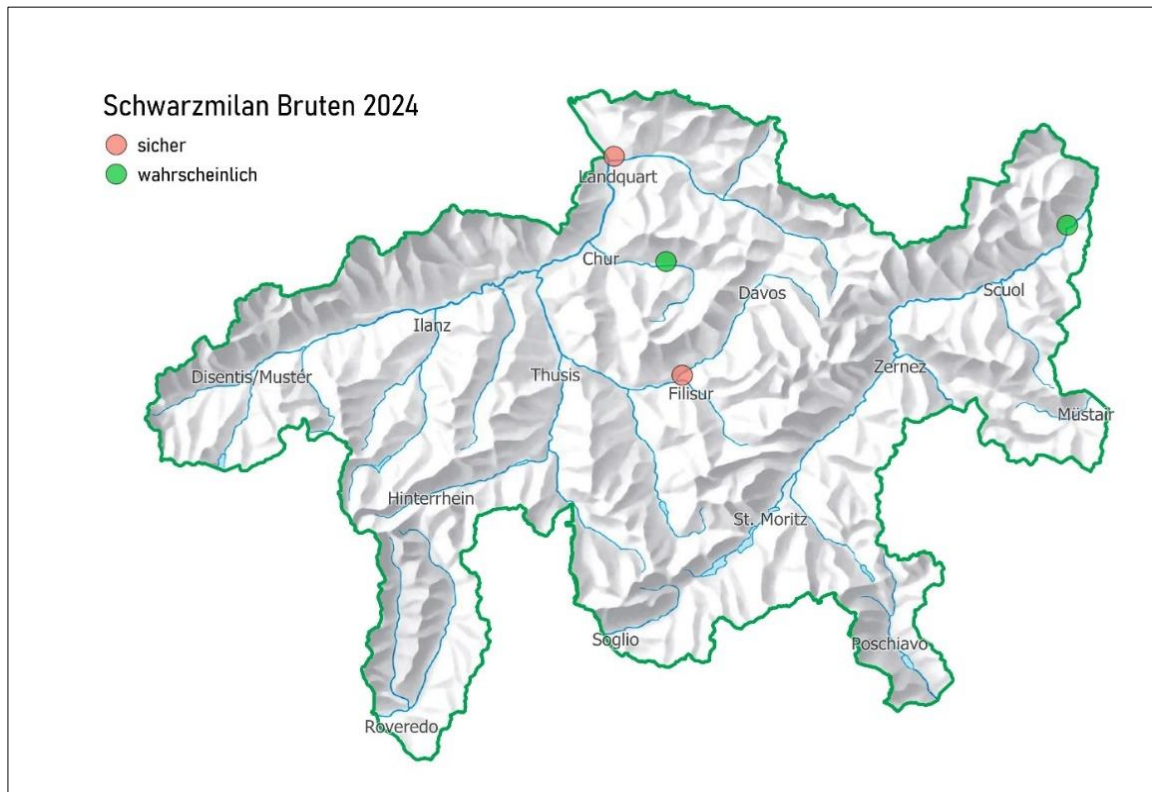 Schwarzmilan Bruten 2024
sicher
wahrscheinlich
Landquart
Chur
Davos
Scuol
Ilanz
Disentis/Muster
Thusis
Filisur
Zernez
Müstair
Hinterrhein
St. Moritz
Soglio
Poschiavo
Roveredo